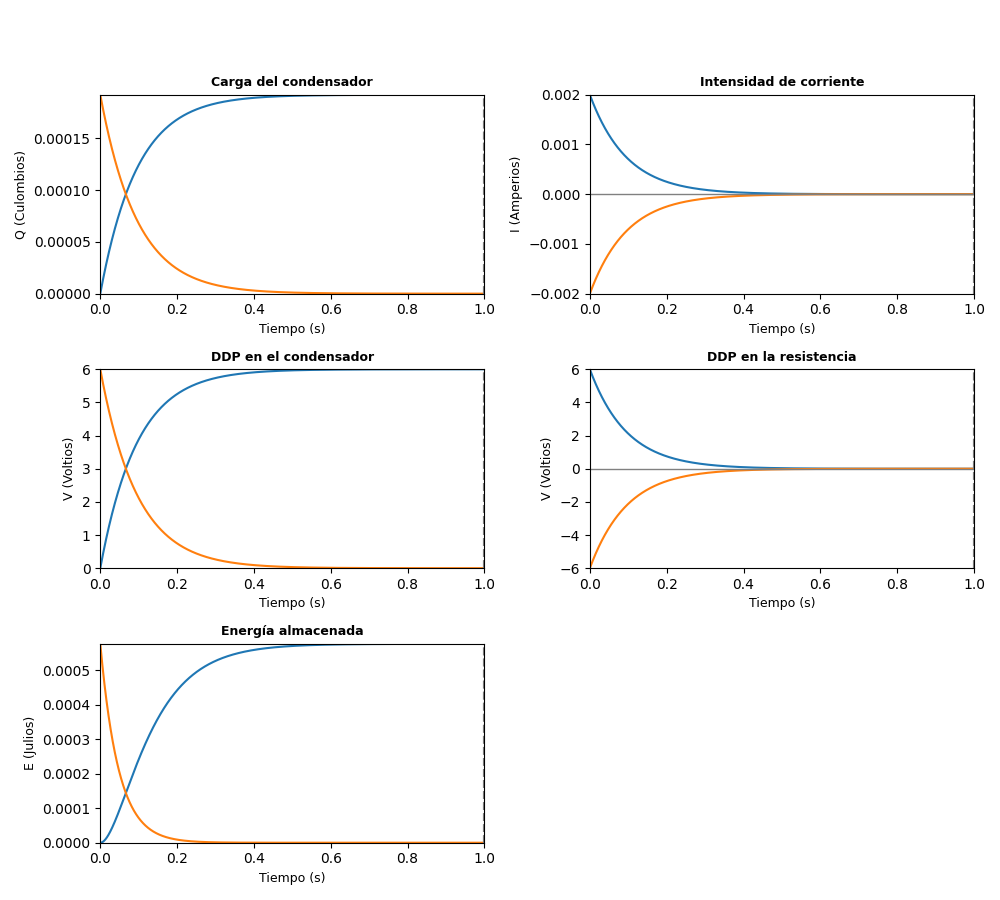 Carga del condensador
0.00015
0.00010
0.00005
0.00000
Q (Culombios)
0.0 0.2 0.4 0.6 0.8 1.0
Tiempo (s)
Intensidad de corriente
0.002
0.001
0.000
−0.001
−0.002
I (Amperios)
0.0 0.2 0.4 0.6 0.8 1.0
Tiempo (s)
DDP en el condensador
6
5
4
3
2
1
0
V (Voltios)
0.0 0.2 0.4 0.6 0.8 1.0
Tiempo (s)
DDP en la resistencia
6
4
2
0
−2
−4
−6
V (Voltios)
0.0 0.2 0.4 0.6 0.8 1.0
Tiempo (s)
Energía almacenada
0.0005
0.0004
0.0003
0.0002
0.0001
0.0000
E (Julios)
0.0 0.2 0.4 0.6 0.8 1.0
Tiempo (s)